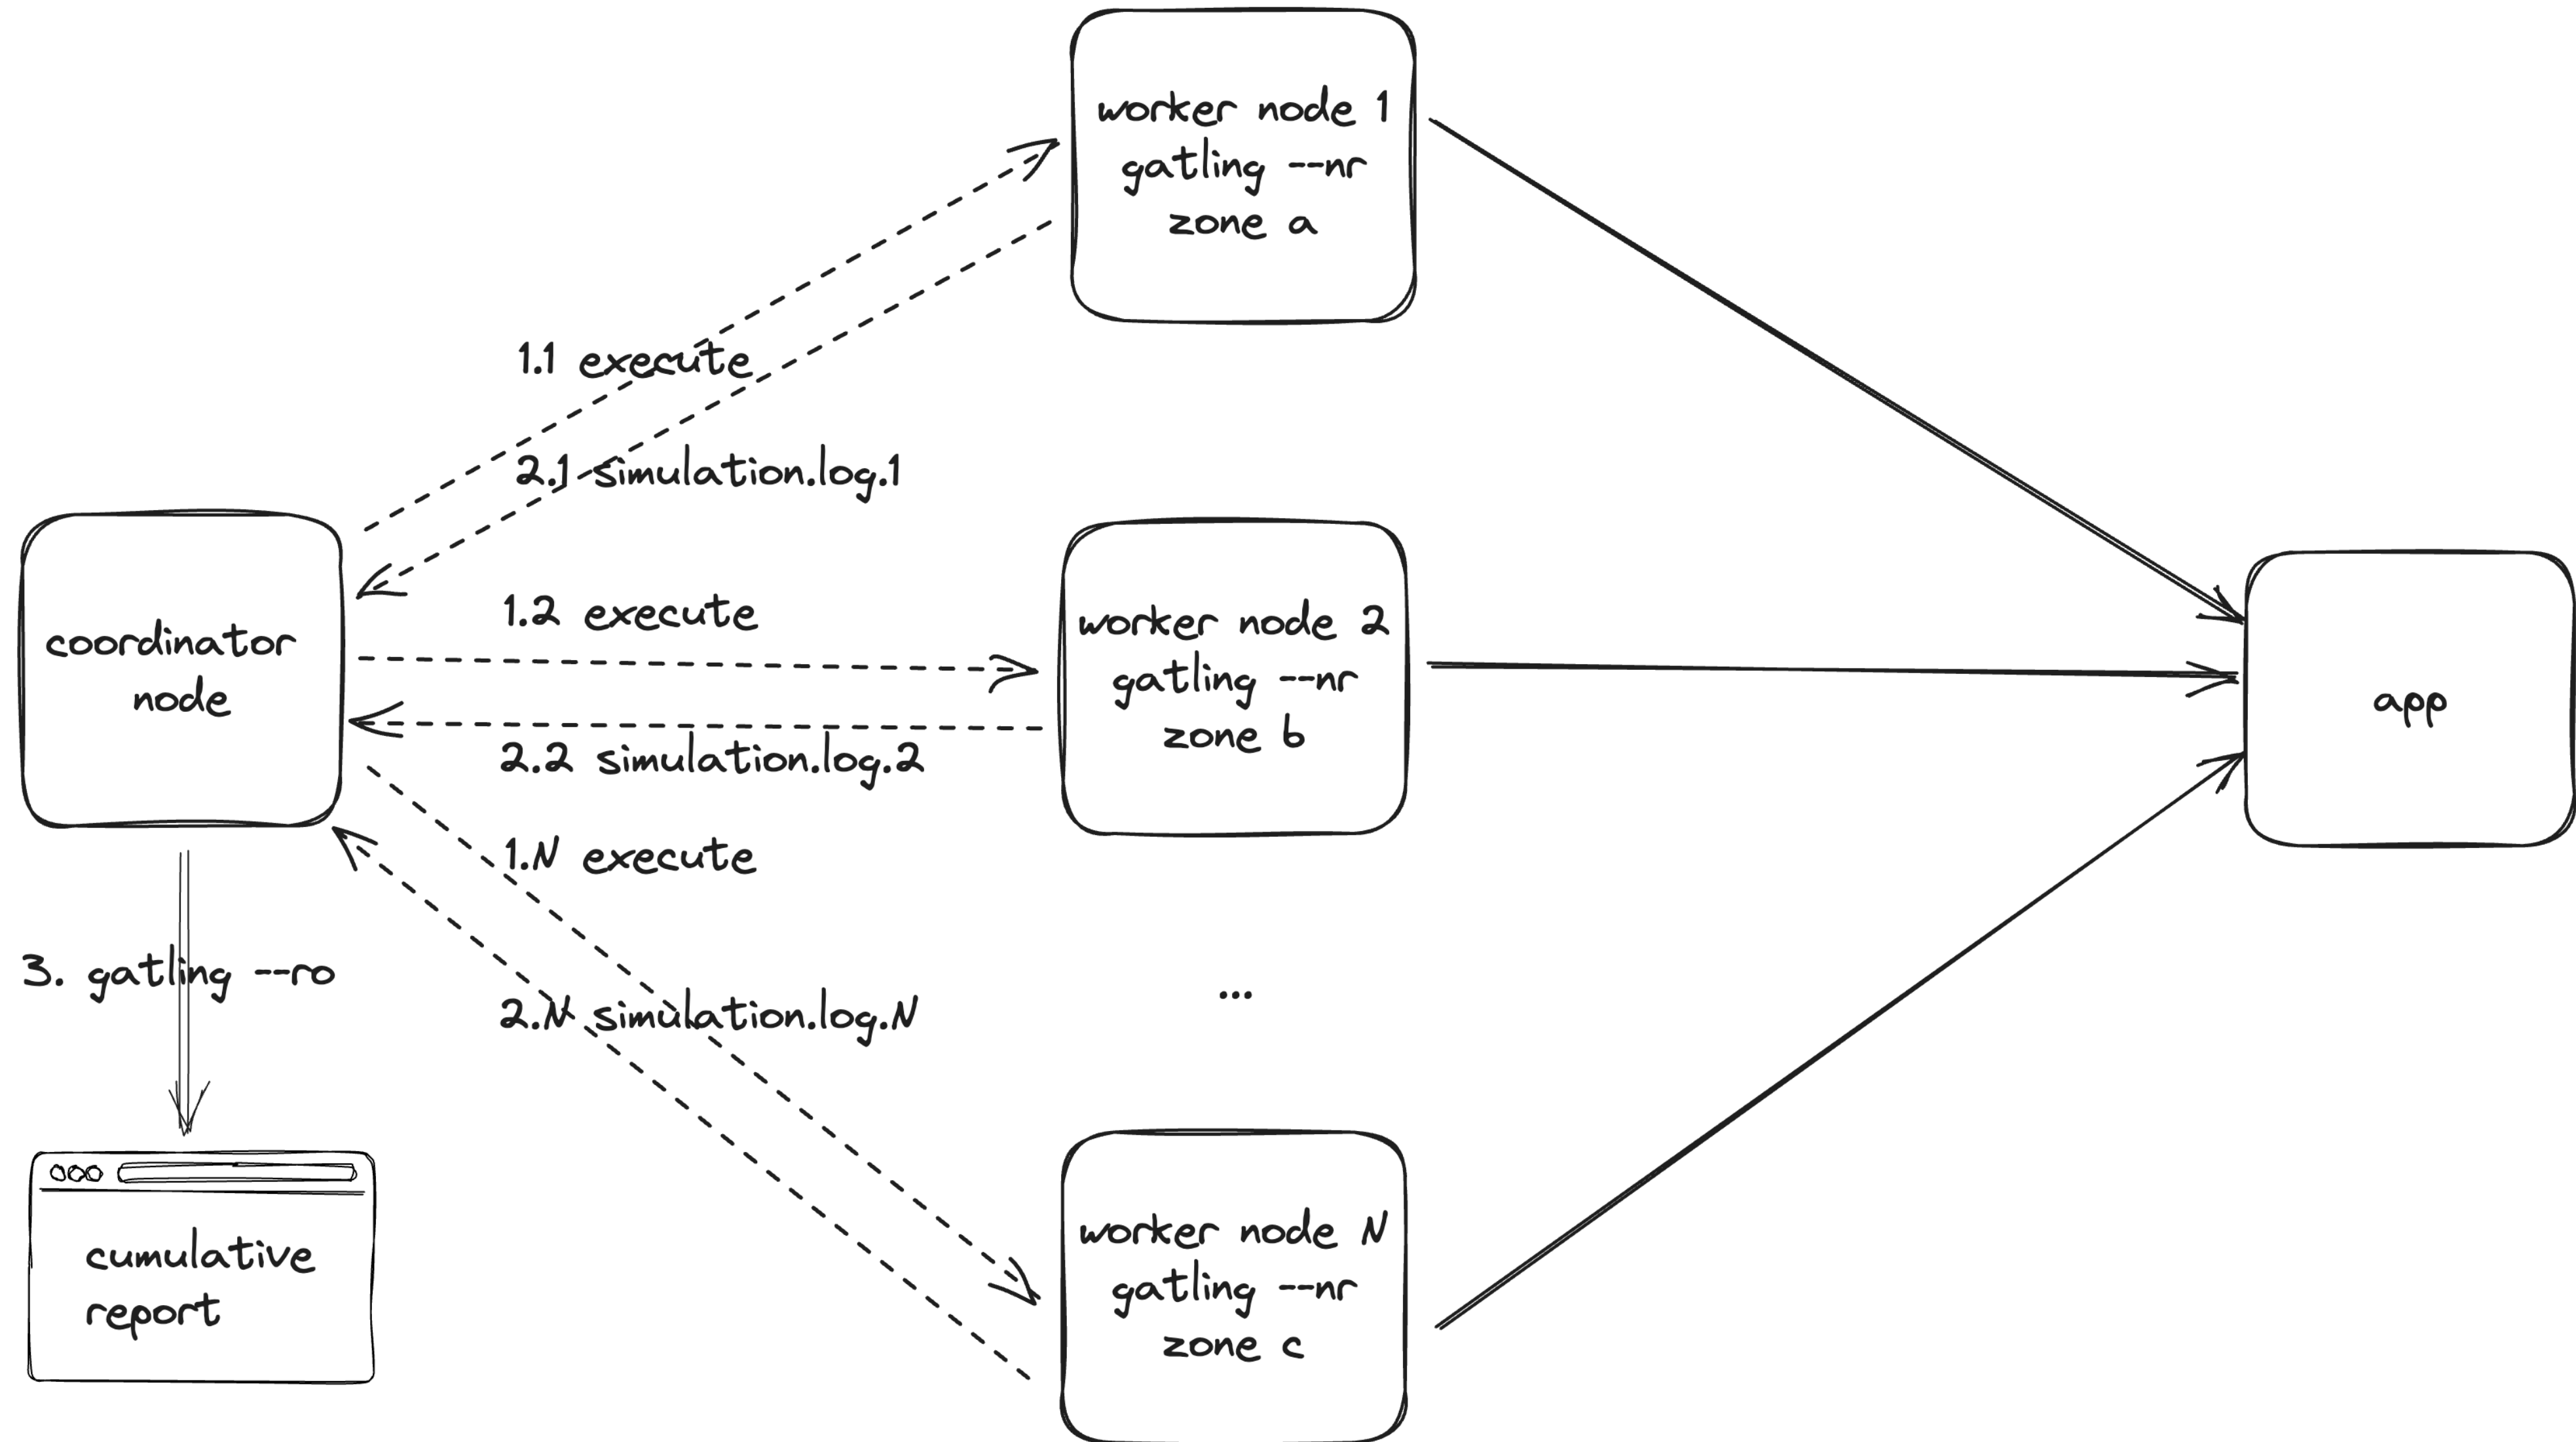 worker node 1
gatling --nr
zone a
1.1 execute
2.1 simulation.log.1
coordinator
node
1.2 execute
2.2 simulation.log.2
worker node 2
gatling --nr
zone b
app
1.N execute
3. gatling --ro
2.N simulation.log.N
...
cumulative
report
worker node N
gatling --nr
zone c